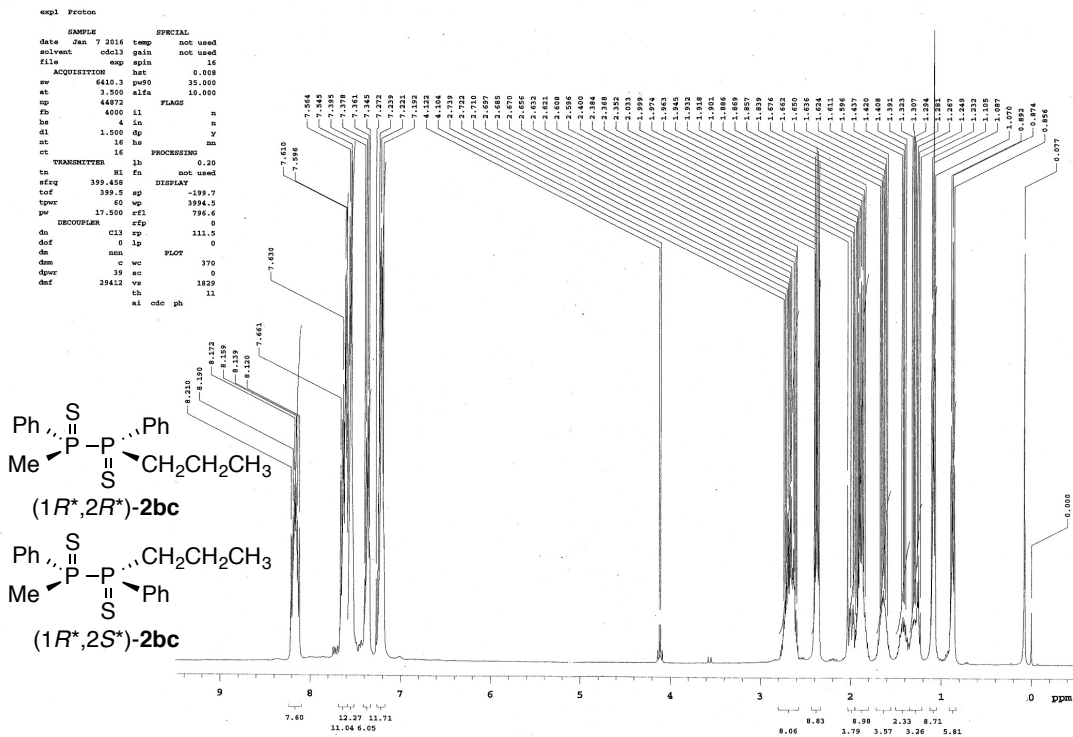 exp1 Proton
SAMPLE SPECIAL
date Jan 7 2016 temp not used
solvent cdcl3 gain not used
file exp spin 16
ACQUISITION hst 0.008
sw 6410.3 pw90 35.000
at 3.500 alfa 10.000
np 44872 FLAGS
fb 4000 il n
bs 4 in n
d1 1.500 dp y
nt 16 hs nn
ct 16 PROCESSING
TRANSMITTER lb 0.20
tn H1 fn not used
sfrq 399.458 DISPLAY
tof 399.5 sp -199.7
tpwr 60 wp 3994.5
pw 17.500 rfl 796.6
DECOUPLER rfp 0
dn C13 rp 111.5
dof 0 lp 0
dm nnn PLOT
dmm c wc 370
dpwr 39 sc 0
dmf 29412 vs 1829
th 11
ai cdc ph
8.210
8.190
8.172
8.159
8.139
8.120
7.661
7.630
7.610
7.596
7.564
7.545
7.395
7.378
7.361
7.345
7.272
7.239
7.221
7.192
4.122
4.104
2.739
2.722
2.710
2.697
2.685
2.670
2.656
2.632
2.621
2.608
2.596
2.400
2.384
2.368
2.352
2.033
1.999
1.974
1.963
1.945
1.932
1.918
1.901
1.886
1.869
1.857
1.839
1.676
1.662
1.650
1.636
1.624
1.611
1.596
1.437
1.420
1.408
1.391
1.323
1.307
1.294
1.281
1.267
1.249
1.232
1.105
1.087
1.070
0.892
0.874
0.856
0.077
0.000
Ph S Ph
P P
Me S CH2CH2CH3
(1R*,2R*)-2bc
Ph S CH2CH2CH3
P P
Me S Ph
(1R*,2S*)-2bc
9 8 7 6 5 4 3 2 1 .0 ppm
7.60 12.27 11.71 8.83 8.98 2.33 8.71
11.04 6.05 8.06 1.79 3.57 3.26 5.81